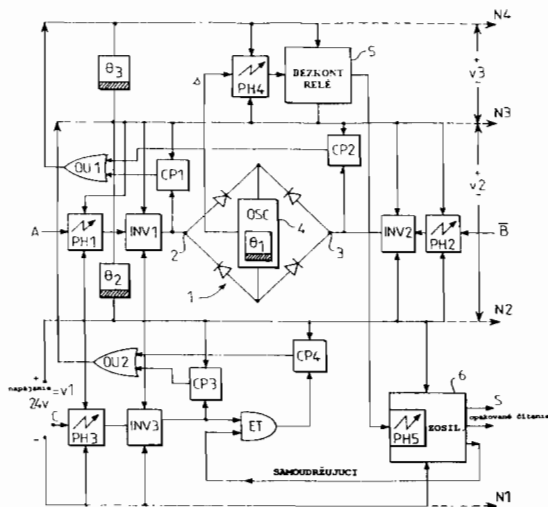 N4
θ3
PH4
BEZKONT
RELÉ
5
+
v3
-
Δ
N3
OU1
CP1
CP2
+
v2
-
A
PH1
INV1
2
OSC
θ1
4
3
INV2
PH2
B̅
θ2
1
N2
OU2
CP3
CP4
+
napájanie
24v
=v1
C
-
PH3
INV3
ET
PH5
ZOSIL
6
S
opakované čítanie
SAMOUDRŽUJUCI
N1